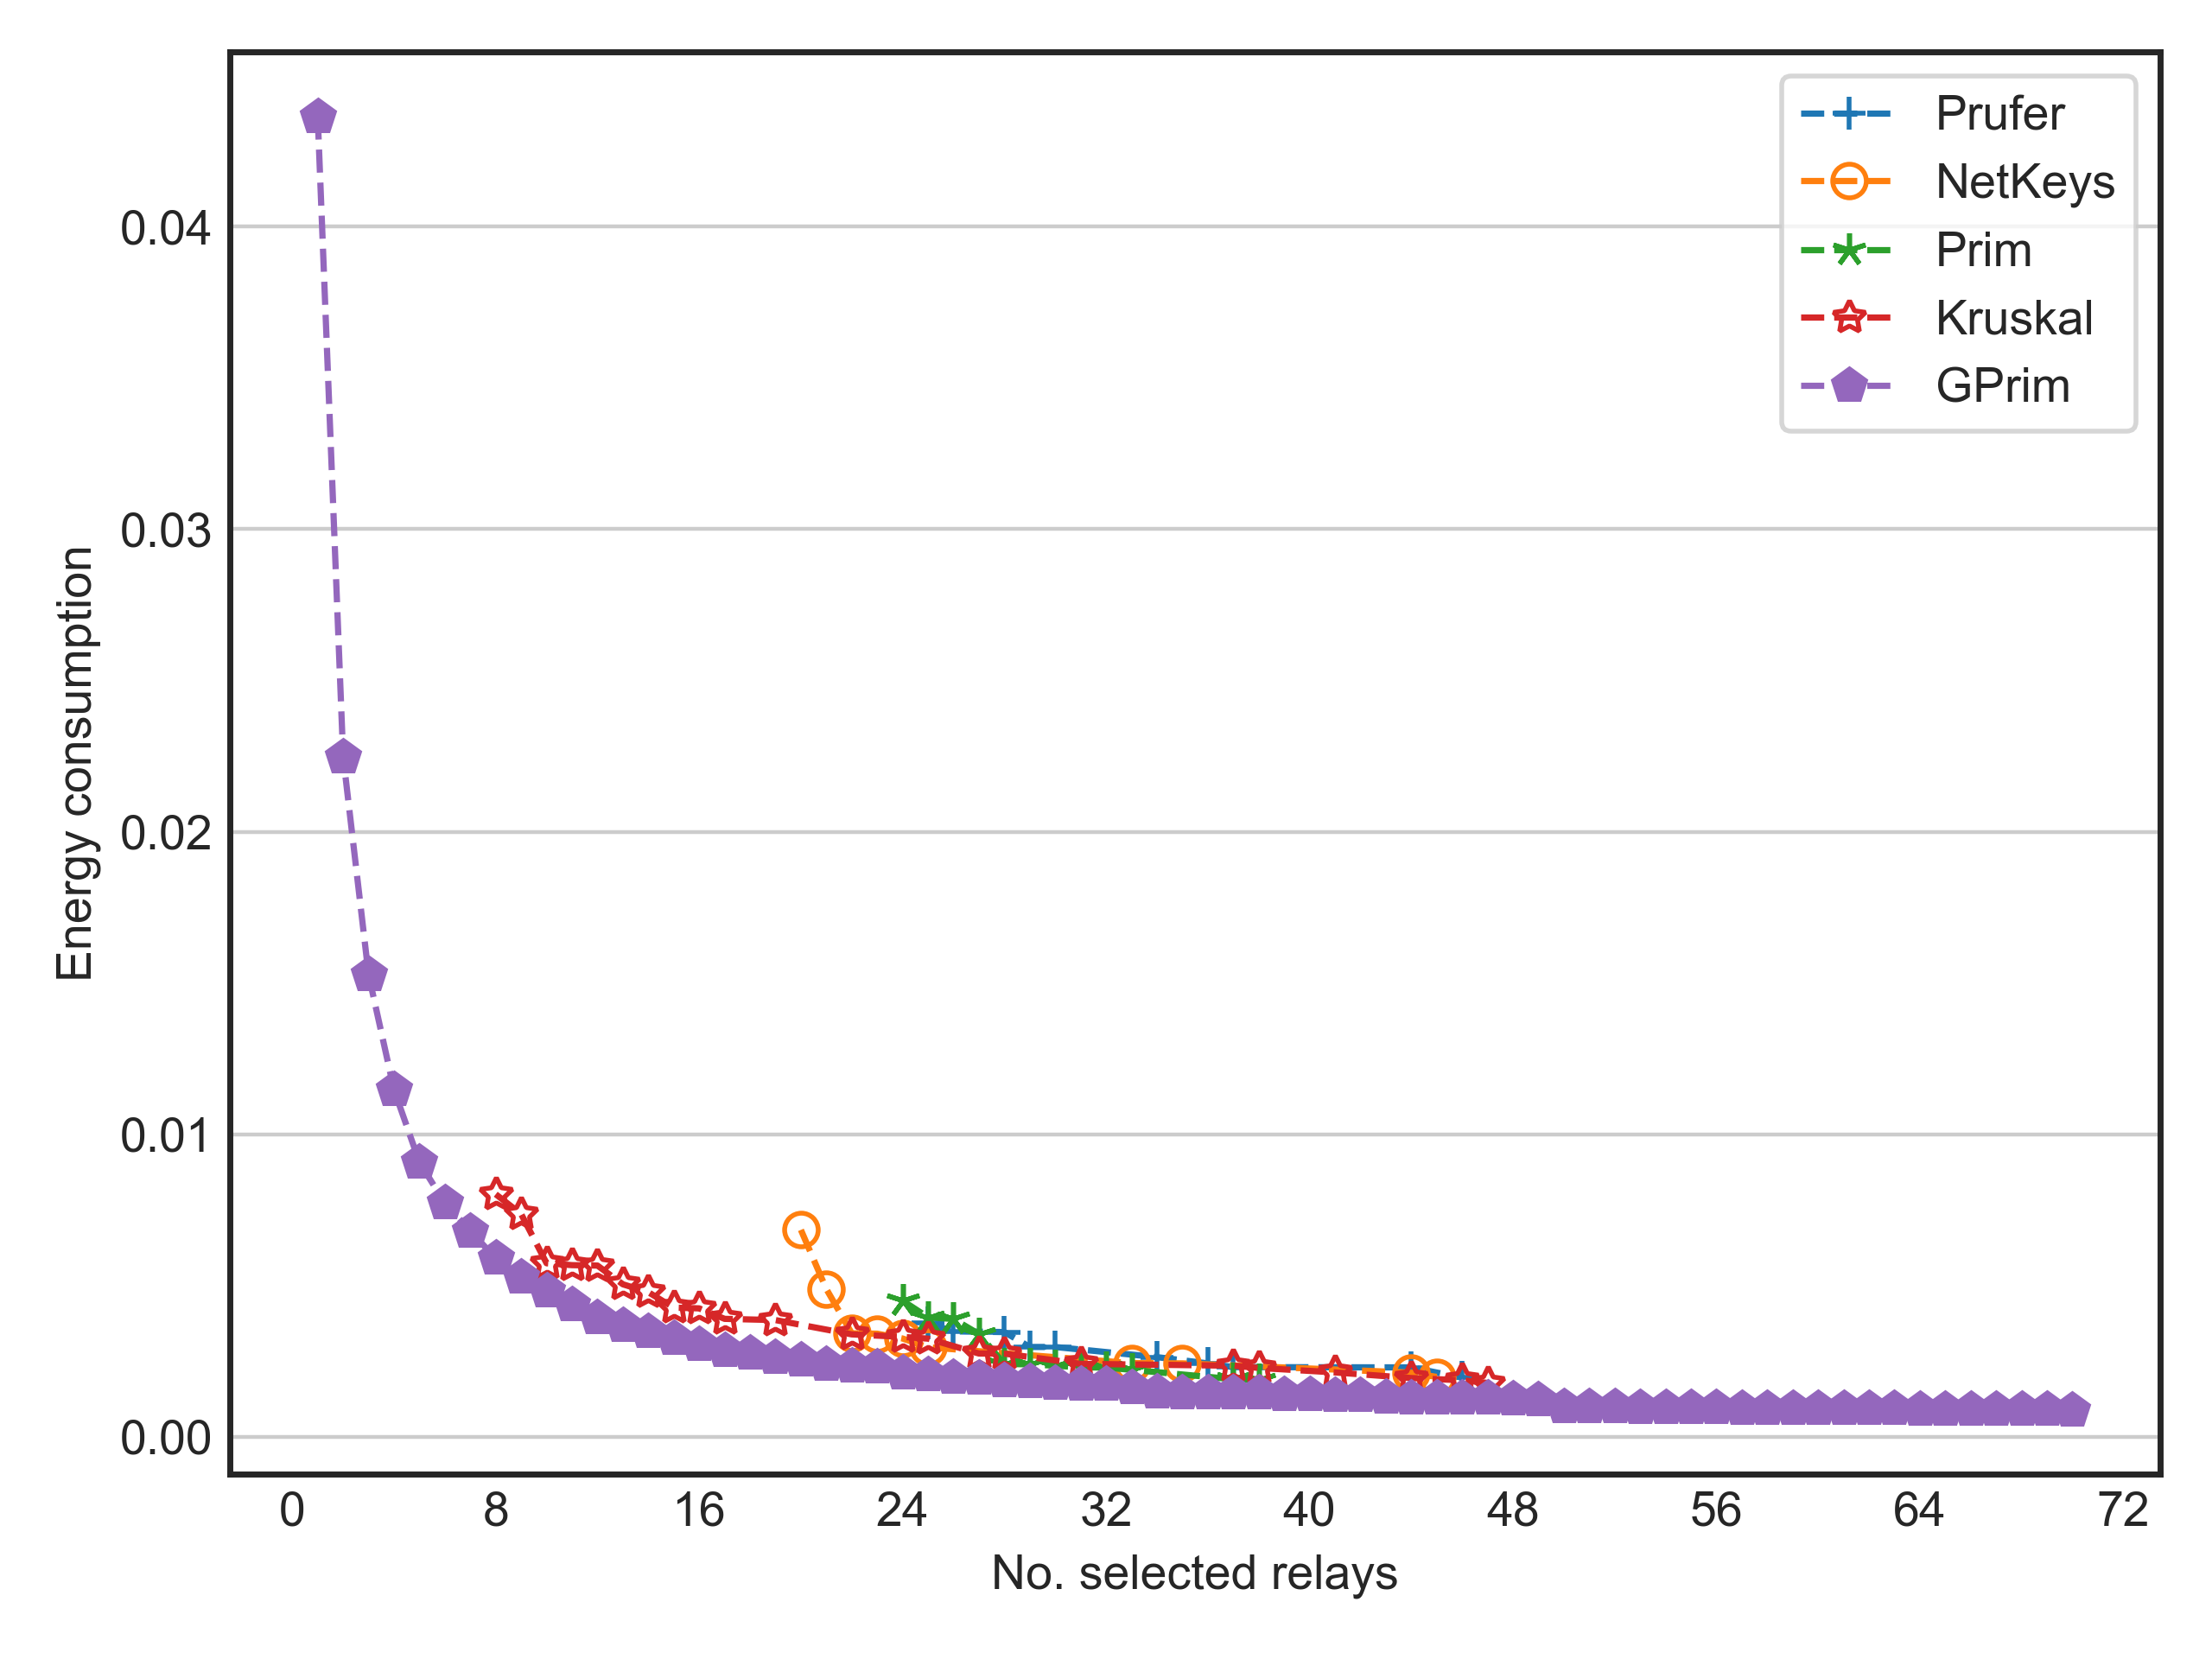 Prufer
NetKeys
Prim
Kruskal
GPrim
Energy consumption
0.04
0.03
0.02
0.01
0.00
0 8 16 24 32 40 48 56 64 72
No. selected relays